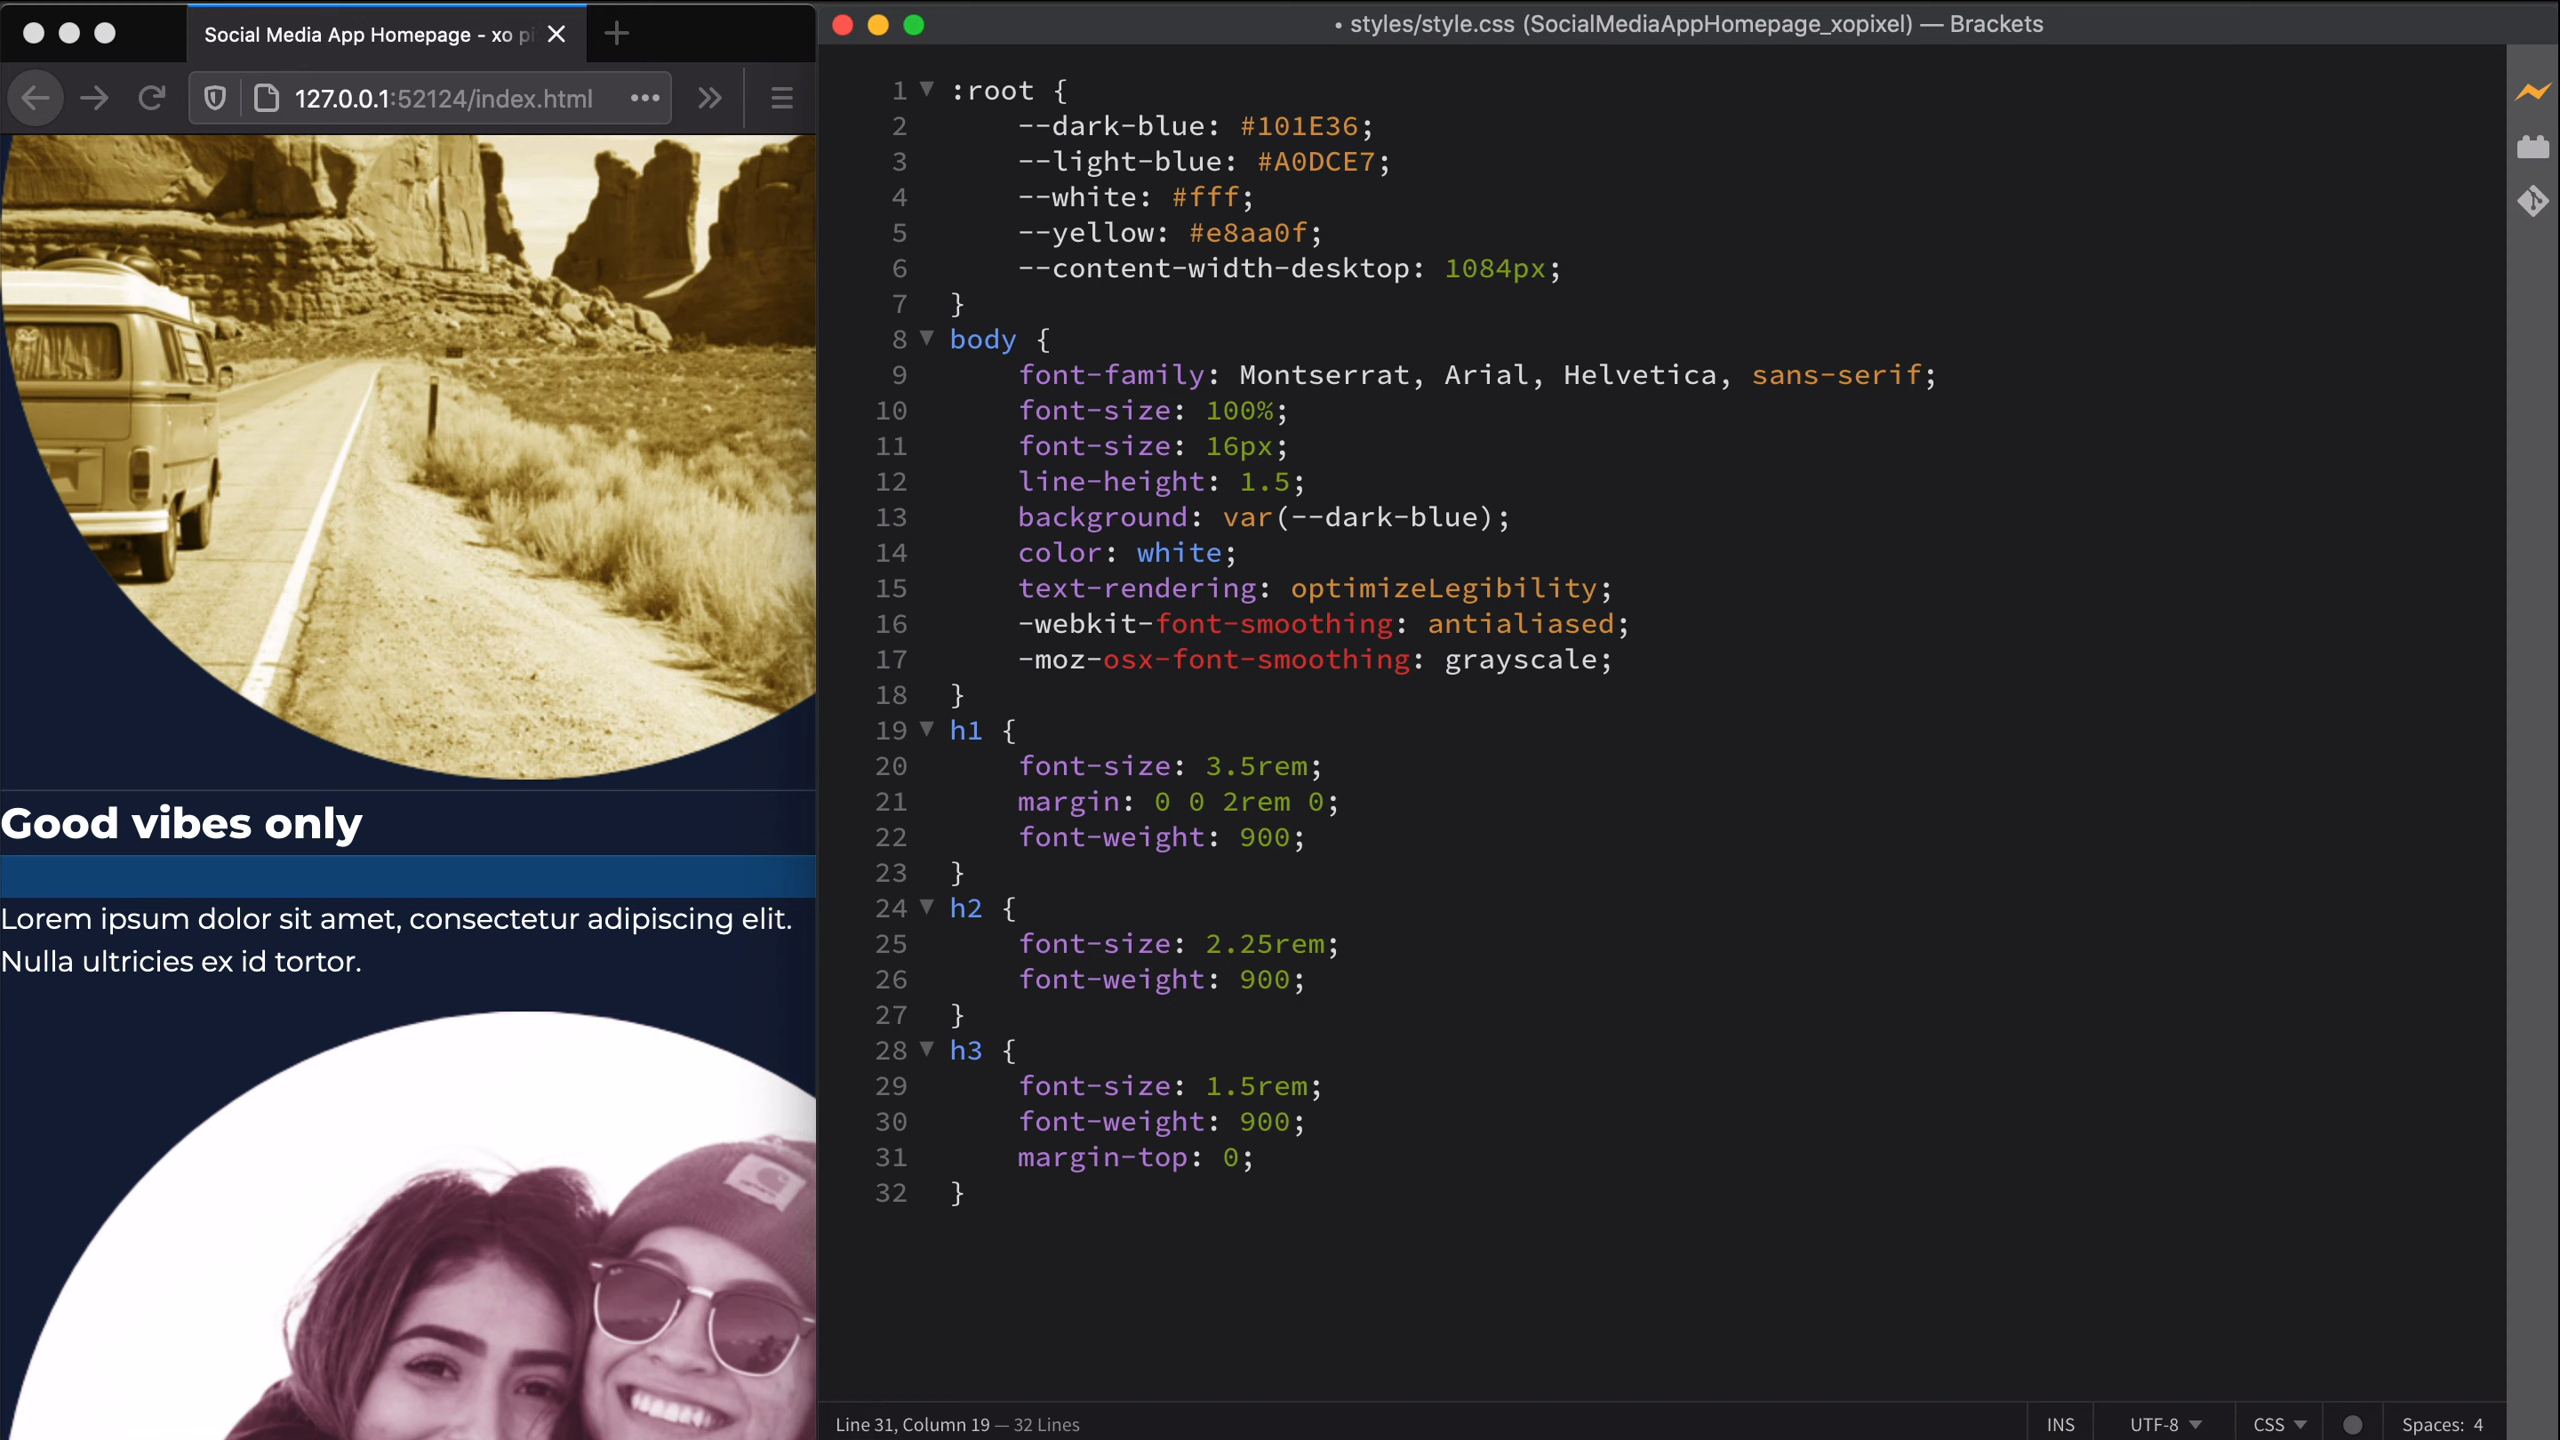 Social Media App Homepage - xo pi
127.0.0.1:52124/index.html
Good vibes only
Lorem ipsum dolor sit amet, consectetur adipiscing elit.
Nulla ultricies ex id tortor.
• styles/style.css (SocialMediaAppHomepage_xopixel) — Brackets
1 :root {
2 --dark-blue: #101E36;
3 --light-blue: #A0DCE7;
4 --white: #fff;
5 --yellow: #e8aa0f;
6 --content-width-desktop: 1084px;
7 }
8 body {
9 font-family: Montserrat, Arial, Helvetica, sans-serif;
10 font-size: 100%;
11 font-size: 16px;
12 line-height: 1.5;
13 background: var(--dark-blue);
14 color: white;
15 text-rendering: optimizeLegibility;
16 -webkit-font-smoothing: antialiased;
17 -moz-osx-font-smoothing: grayscale;
18 }
19 h1 {
20 font-size: 3.5rem;
21 margin: 0 0 2rem 0;
22 font-weight: 900;
23 }
24 h2 {
25 font-size: 2.25rem;
26 font-weight: 900;
27 }
28 h3 {
29 font-size: 1.5rem;
30 font-weight: 900;
31 margin-top: 0;
32 }
Line 31, Column 19 — 32 Lines
INS UTF-8 CSS Spaces: 4